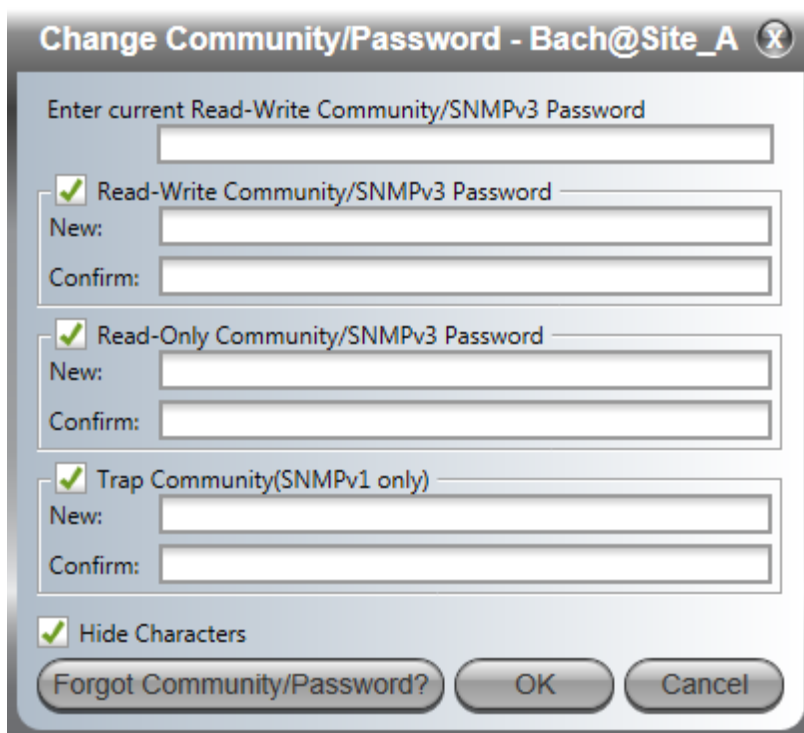 Change Community/Password - Bach@Site_A X
Enter current Read-Write Community/SNMPv3 Password
Read-Write Community/SNMPv3 Password
New:
Confirm:
Read-Only Community/SNMPv3 Password
New:
Confirm:
Trap Community(SNMPv1 only)
New:
Confirm:
Hide Characters
Forgot Community/Password? OK Cancel